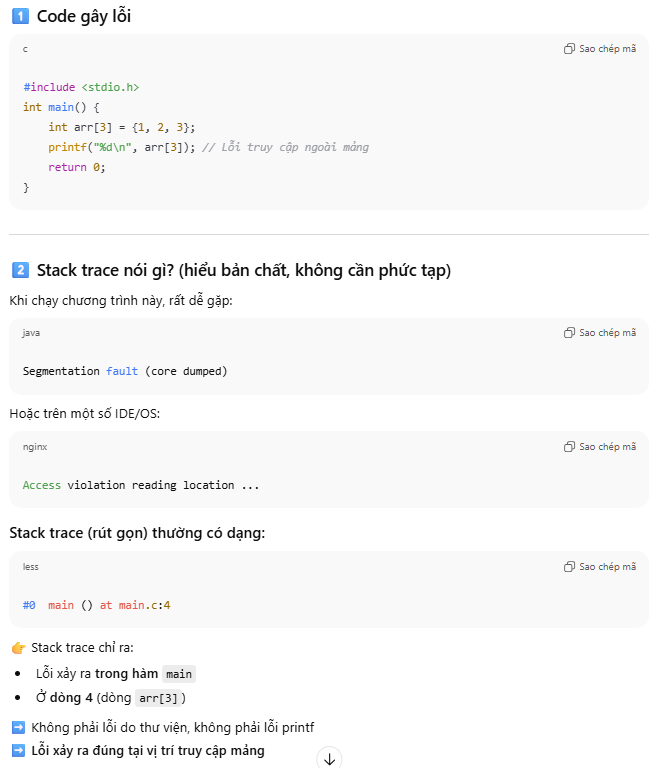 1 Code gây lỗi
c
Sao chép mã
#include <stdio.h>
int main() {
    int arr[3] = {1, 2, 3};
    printf("%d\n", arr[3]); // Lỗi truy cập ngoài mảng
    return 0;
}
2 Stack trace nói gì? (hiểu bản chất, không cần phức tạp)
Khi chạy chương trình này, rất dễ gặp:
java
Sao chép mã
Segmentation fault (core dumped)
Hoặc trên một số IDE/OS:
nginx
Sao chép mã
Access violation reading location ...
Stack trace (rút gọn) thường có dạng:
less
Sao chép mã
#0  main () at main.c:4
👉 Stack trace chỉ ra:
• Lỗi xảy ra trong hàm main
• Ở dòng 4 (dòng arr[3])
➡️ Không phải lỗi do thư viện, không phải lỗi printf
➡️ Lỗi xảy ra đúng tại vị trí truy cập mảng